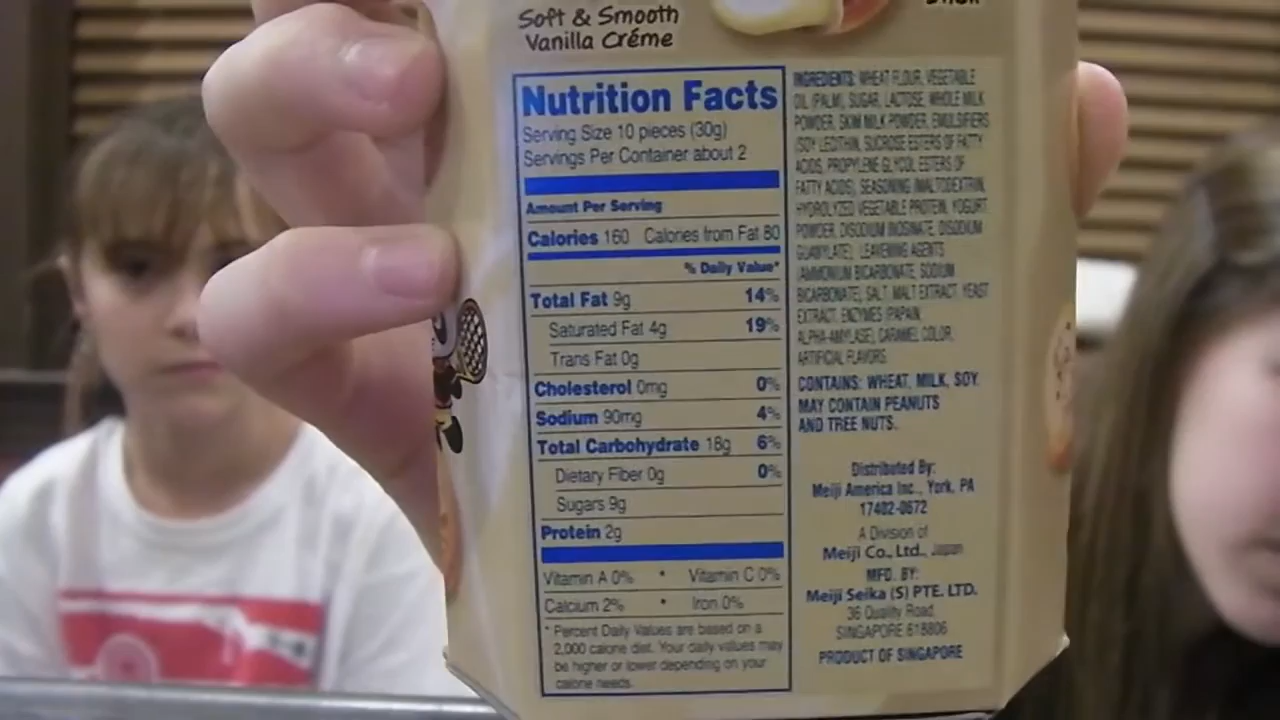 Soft & Smooth
Vanilla Créme
Nutrition Facts
Serving Size 10 pieces (30g)
Servings Per Container about 2
Amount Per Serving
Calories 160 Calories from Fat 80
% Daily Value*
Total Fat 9g 14%
Saturated Fat 4g 19%
Trans Fat 0g
Cholesterol 0mg 0%
Sodium 90mg 4%
Total Carbohydrate 18g 6%
Dietary Fiber 0g 0%
Sugars 9g
Protein 2g
Vitamin A 0% • Vitamin C 0%
Calcium 2% • Iron 0%
* Percent Daily Values are based on a
2,000 calorie diet. Your daily values may
be higher or lower depending on your
calorie needs.
INGREDIENTS: WHEAT FLOUR, VEGETABLE
OIL (PALM), SUGAR, LACTOSE, WHOLE MILK
POWDER, SKIM MILK POWDER, EMULSIFIERS
(SOY LECITHIN, SUCROSE ESTERS OF FATTY
ACIDS, PROPYLENE GLYCOL ESTERS OF
FATTY ACIDS), SEASONING (MALTODEXTRIN,
HYDROLYZED VEGETABLE PROTEIN, YOGURT
POWDER, DISODIUM INOSINATE, DISODIUM
GUANYLATE), LEAVENING AGENTS
(AMMONIUM BICARBONATE, SODIUM
BICARBONATE), SALT, MALT EXTRACT, YEAST
EXTRACT, ENZYMES (PAPAIN,
ALPHA-AMYLASE), CARAMEL COLOR,
ARTIFICIAL FLAVORS.
CONTAINS: WHEAT, MILK, SOY.
MAY CONTAIN PEANUTS
AND TREE NUTS.
Distributed By:
Meiji America Inc., York, PA
17402-0672
A Division of
Meiji Co., Ltd., Japan
MFD. BY:
Meiji Seika (S) PTE. LTD.
36 Quality Road,
SINGAPORE 618806
PRODUCT OF SINGAPORE